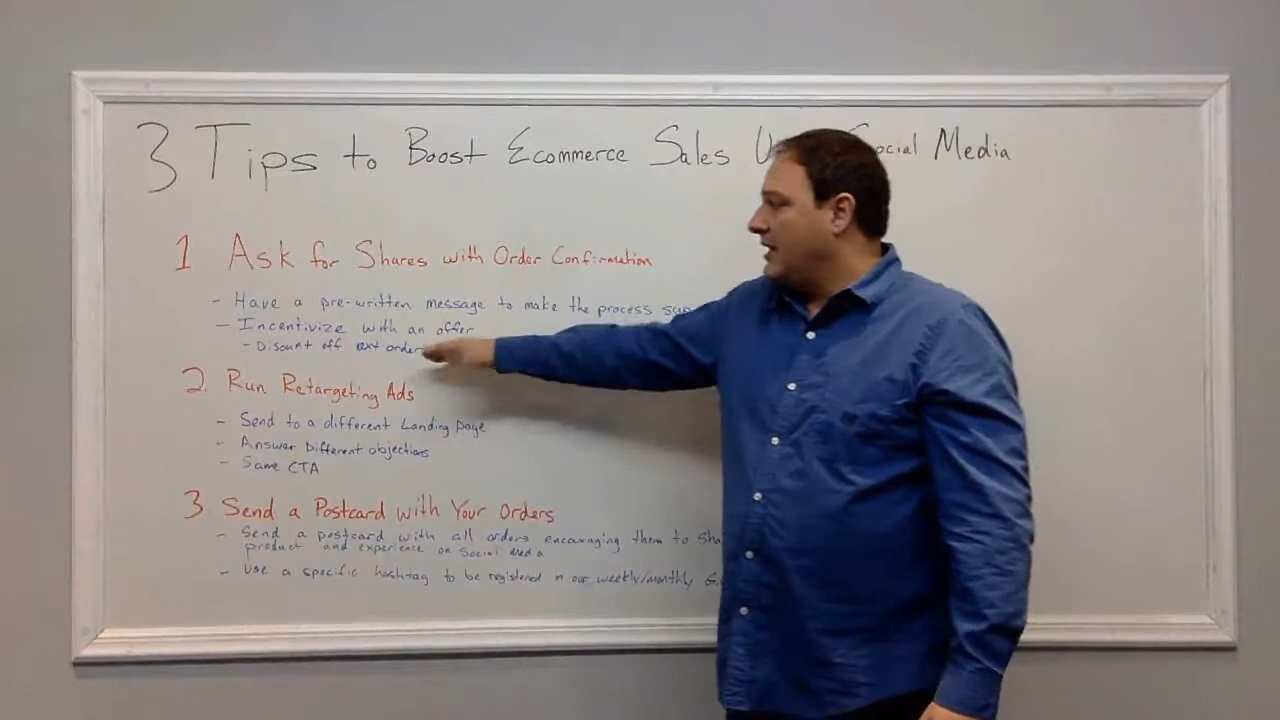 3 Tips to Boost Ecommerce Sales U Social Media
1 Ask for Shares with Order Confirmation
- Have a pre-written message to make the process
- Incentivize with an offer
- Discount off next order
2. Run Retargeting Ads
- Send to a different Landing page
- Answer Different objections
- Same CTA
3 Send a Postcard with Your Orders
- Send a postcard with all orders encouraging them to sha
product and experience on Social Media
- Use a specific hashtag to be registered in our weekly/monthly G